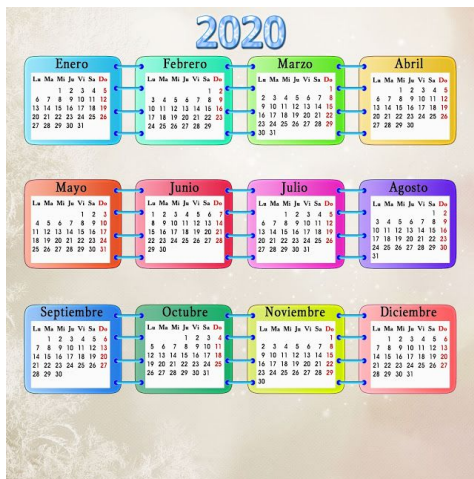 2020
Enero
Lu Ma Mi Ju Vi Sa Do
1 2 3 4 5
6 7 8 9 10 11 12
13 14 15 16 17 18 19
20 21 22 23 24 25 26
27 28 29 30 31
Febrero
Lu Ma Mi Ju Vi Sa Do
1 2
3 4 5 6 7 8 9
10 11 12 13 14 15 16
17 18 19 20 21 22 23
24 25 26 27 28 29
Marzo
Lu Ma Mi Ju Vi Sa Do
1
2 3 4 5 6 7 8
9 10 11 12 13 14 15
16 17 18 19 20 21 22
23 24 25 26 27 28 29
30 31
Abril
Lu Ma Mi Ju Vi Sa Do
1 2 3 4 5
6 7 8 9 10 11 12
13 14 15 16 17 18 19
20 21 22 23 24 25 26
27 28 29 30
Mayo
Lu Ma Mi Ju Vi Sa Do
1 2 3
4 5 6 7 8 9 10
11 12 13 14 15 16 17
18 19 20 21 22 23 24
25 26 27 28 29 30 31
Junio
Lu Ma Mi Ju Vi Sa Do
1 2 3 4 5 6 7
8 9 10 11 12 13 14
15 16 17 18 19 20 21
22 23 24 25 26 27 28
29 30
Julio
Lu Ma Mi Ju Vi Sa Do
1 2 3 4 5
6 7 8 9 10 11 12
13 14 15 16 17 18 19
20 21 22 23 24 25 26
27 28 29 30 31
Agosto
Lu Ma Mi Ju Vi Sa Do
1 2
3 4 5 6 7 8 9
10 11 12 13 14 15 16
17 18 19 20 21 22 23
24 25 26 27 28 29 30
31
Septiembre
Lu Ma Mi Ju Vi Sa Do
1 2 3 4 5 6
7 8 9 10 11 12 13
14 15 16 17 18 19 20
21 22 23 24 25 26 27
28 29 30
Octubre
Lu Ma Mi Ju Vi Sa Do
1 2 3 4
5 6 7 8 9 10 11
12 13 14 15 16 17 18
19 20 21 22 23 24 25
26 27 28 29 30 31
Noviembre
Lu Ma Mi Ju Vi Sa Do
1
2 3 4 5 6 7 8
9 10 11 12 13 14 15
16 17 18 19 20 21 22
23 24 25 26 27 28 29
30
Diciembre
Lu Ma Mi Ju Vi Sa Do
1 2 3 4 5 6
7 8 9 10 11 12 13
14 15 16 17 18 19 20
21 22 23 24 25 26 27
28 29 30 31